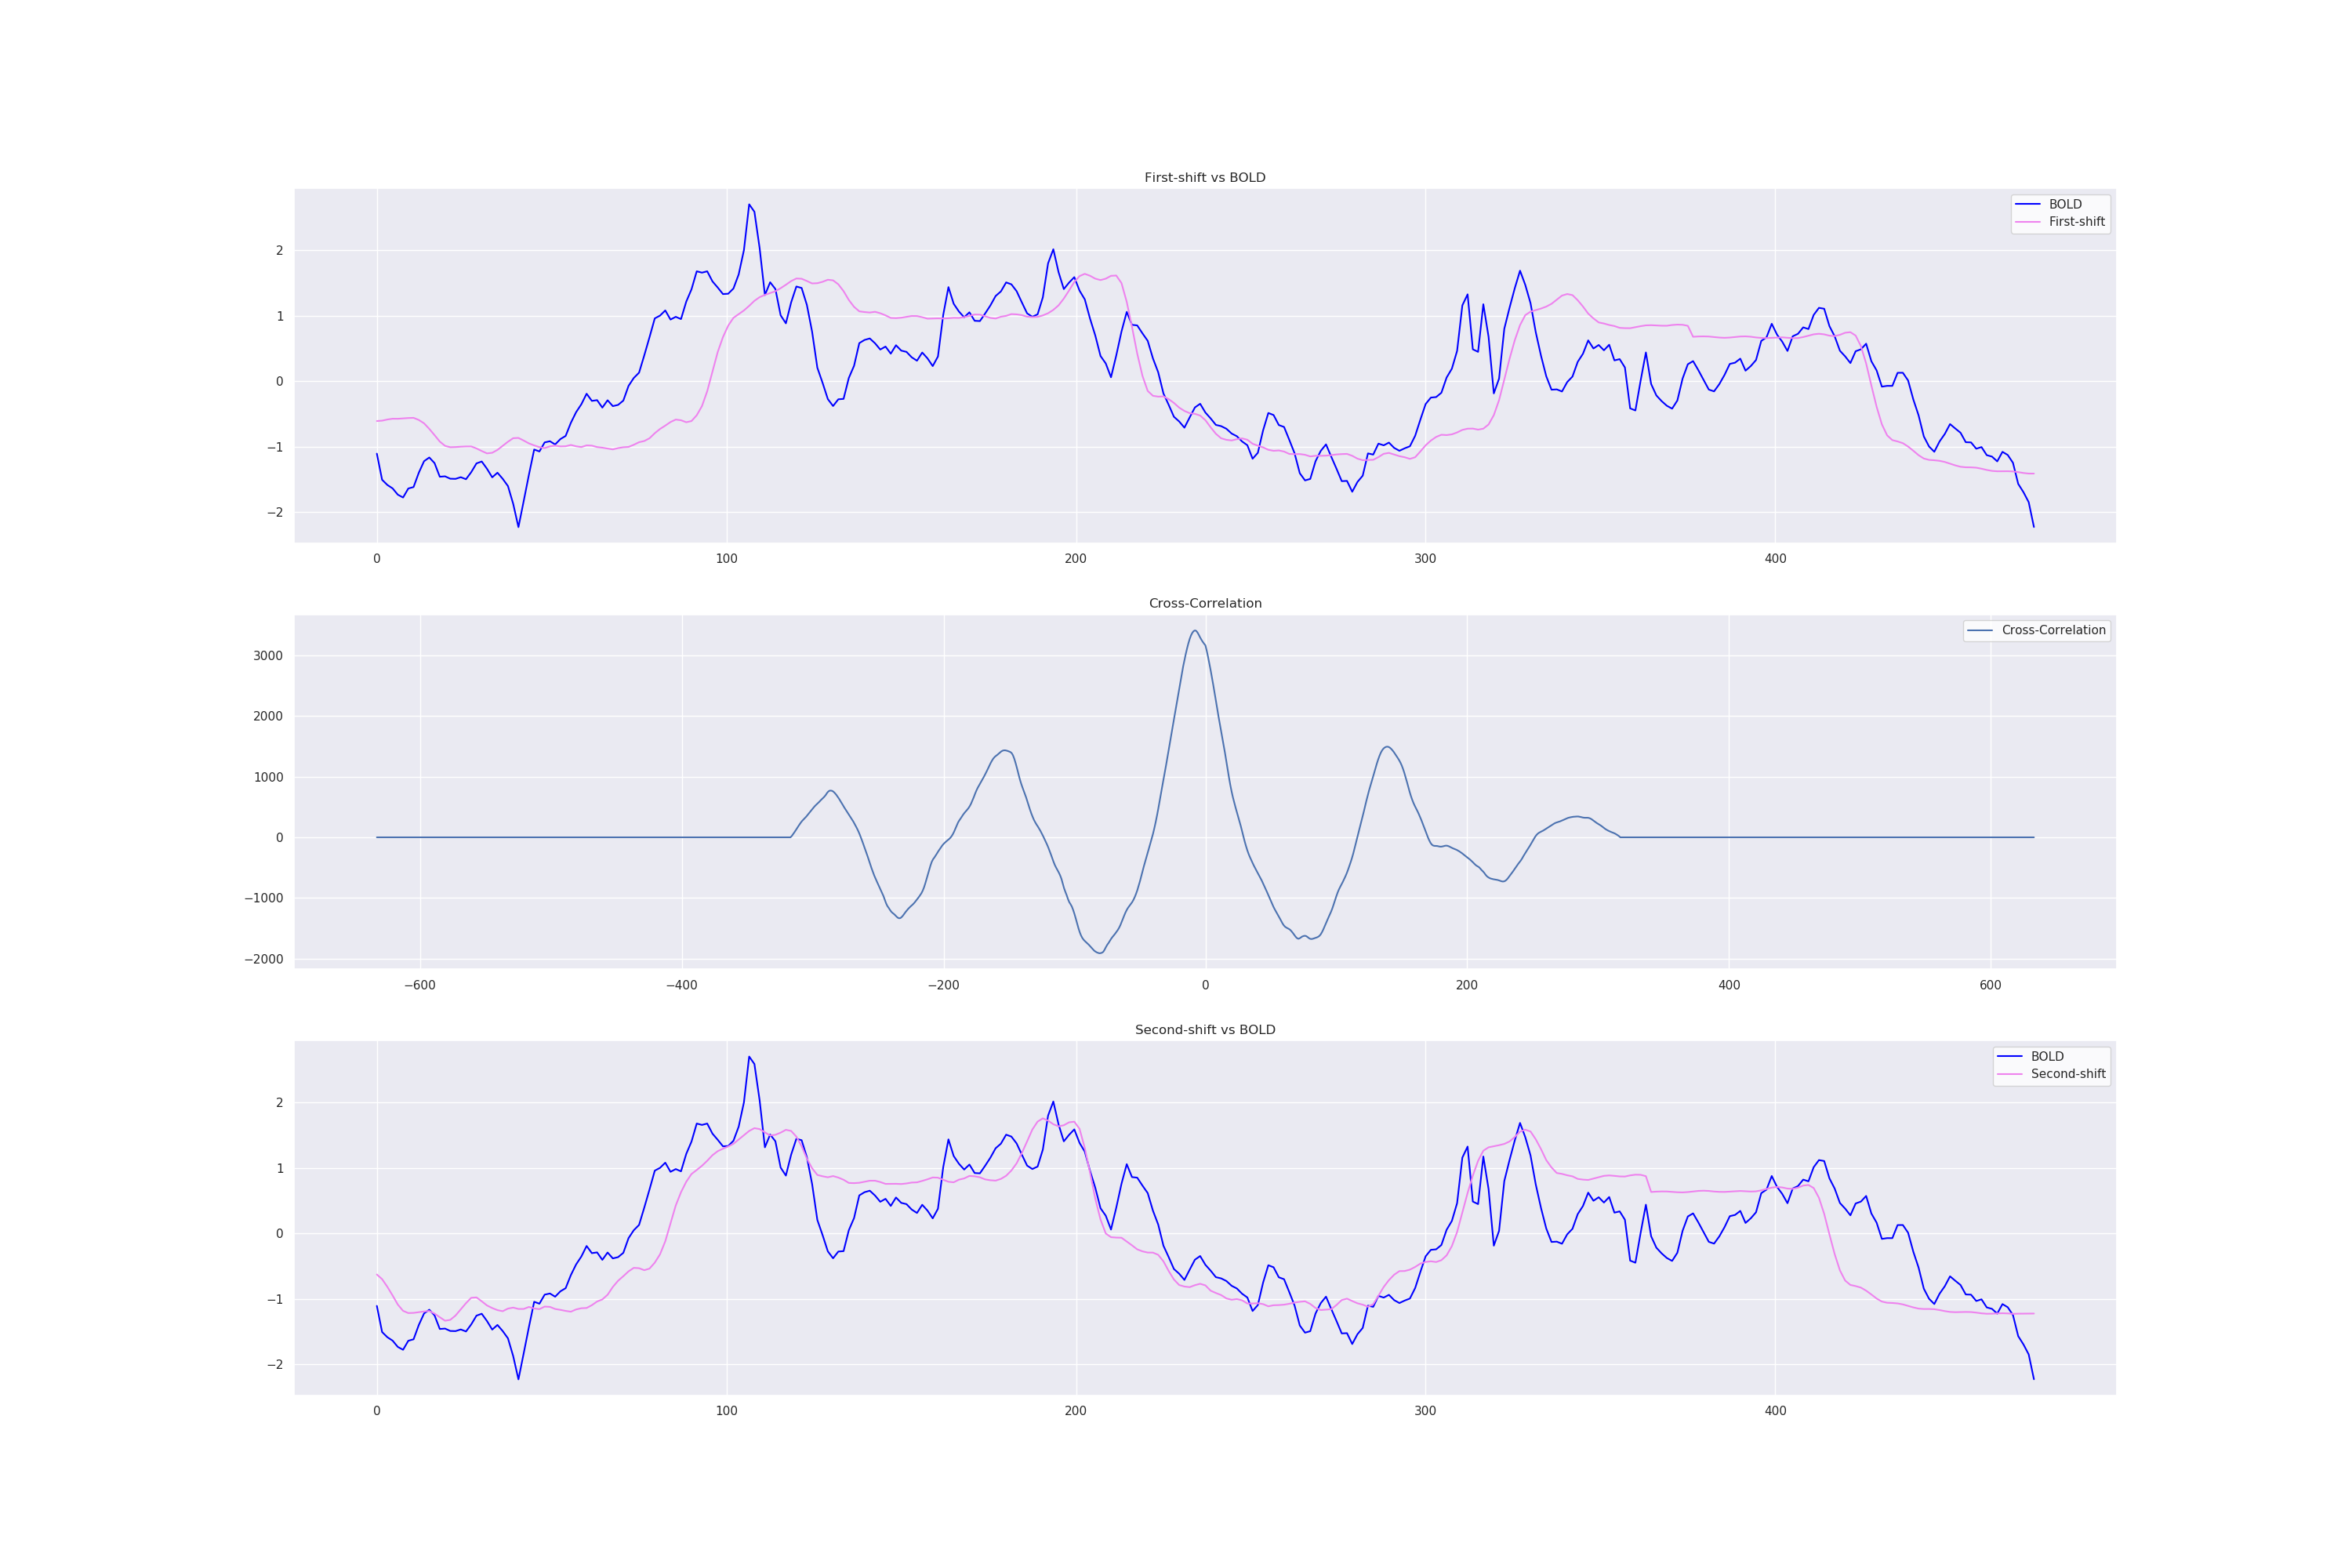 First-shift vs BOLD
BOLD
First-shift
2
1
0
−1
−2
0 100 200 300 400
Cross-Correlation
Cross-Correlation
3000
2000
1000
0
−1000
−2000
−600 −400 −200 0 200 400 600
Second-shift vs BOLD
BOLD
Second-shift
2
1
0
−1
−2
0 100 200 300 400